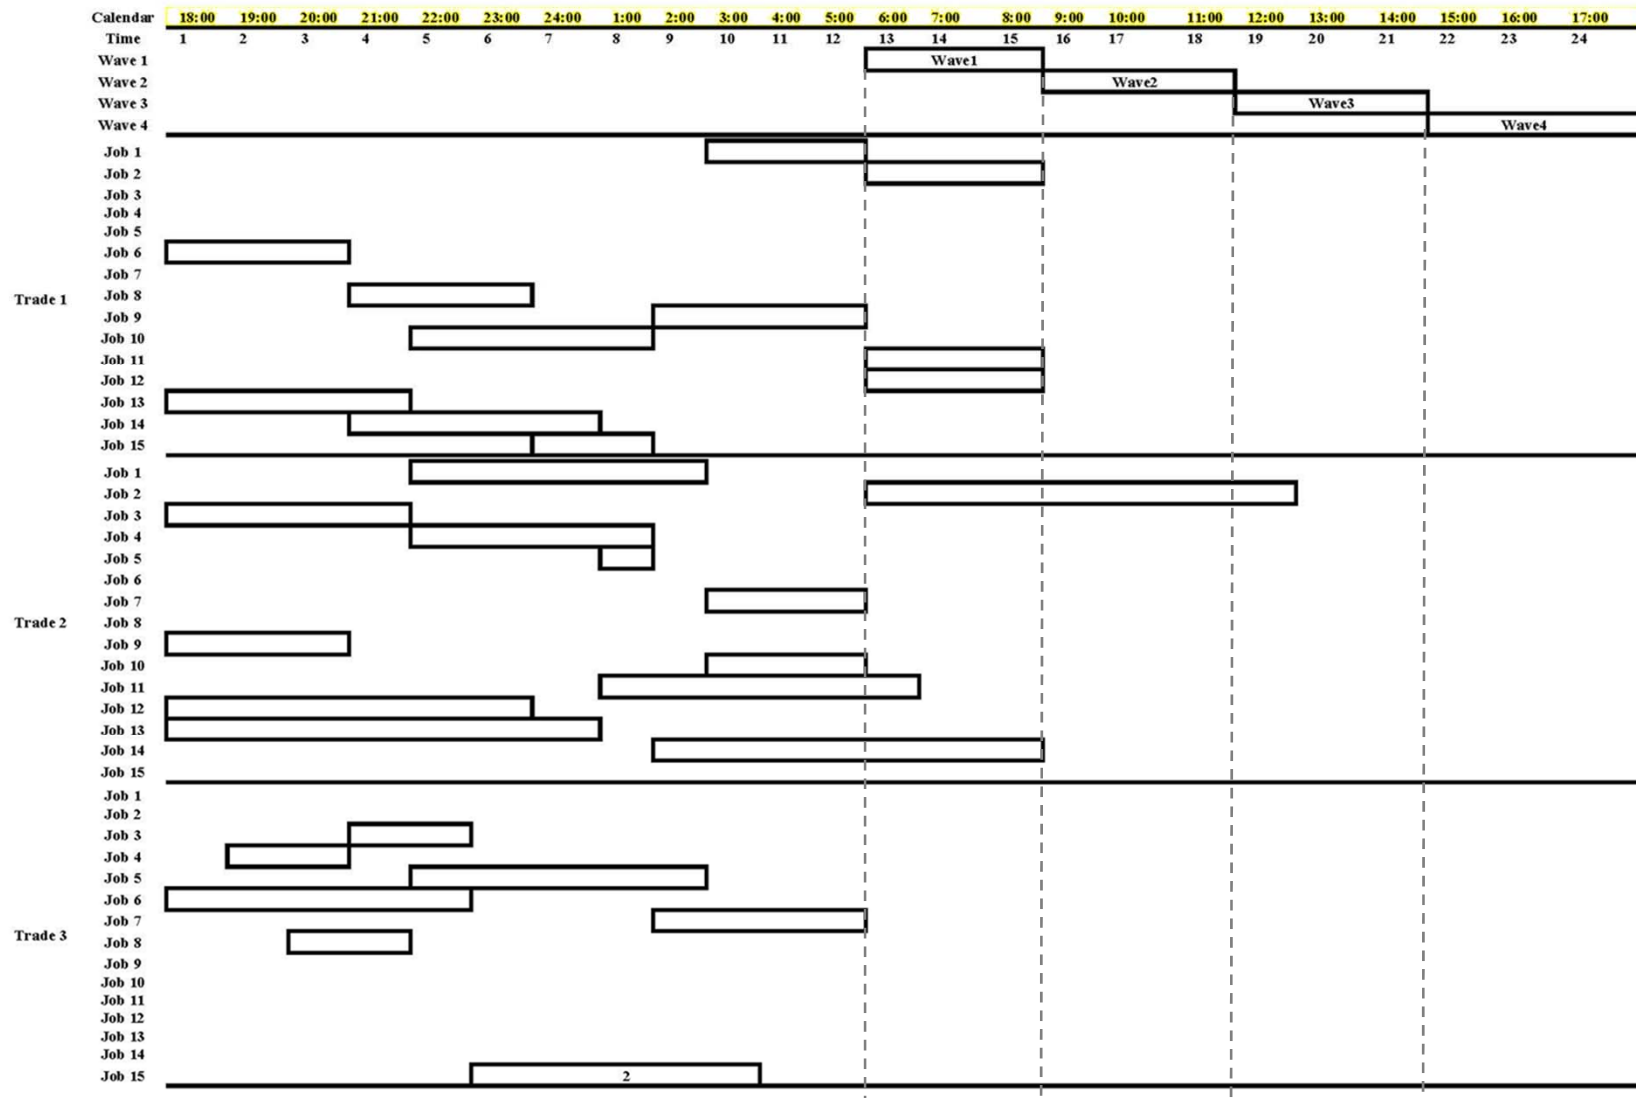 Calendar 18:00 19:00 20:00 21:00 22:00 23:00 24:00 1:00 2:00 3:00 4:00 5:00 6:00 7:00 8:00 9:00 10:00 11:00 12:00 13:00 14:00 15:00 16:00 17:00
Time 1 2 3 4 5 6 7 8 9 10 11 12 13 14 15 16 17 18 19 20 21 22 23 24
Wave 1 Wave1
Wave 2 Wave2
Wave 3 Wave3
Wave 4 Wave4
Job 1
Job 2
Job 3
Job 4
Job 5
Job 6
Job 7
Job 8
Trade 1
Job 9
Job 10
Job 11
Job 12
Job 13
Job 14
Job 15
Job 1
Job 2
Job 3
Job 4
Job 5
Job 6
Job 7
Trade 2 Job 8
Job 9
Job 10
Job 11
Job 12
Job 13
Job 14
Job 15
Job 1
Job 2
Job 3
Job 4
Job 5
Job 6
Job 7
Trade 3
Job 8
Job 9
Job 10
Job 11
Job 12
Job 13
Job 14
Job 15 2